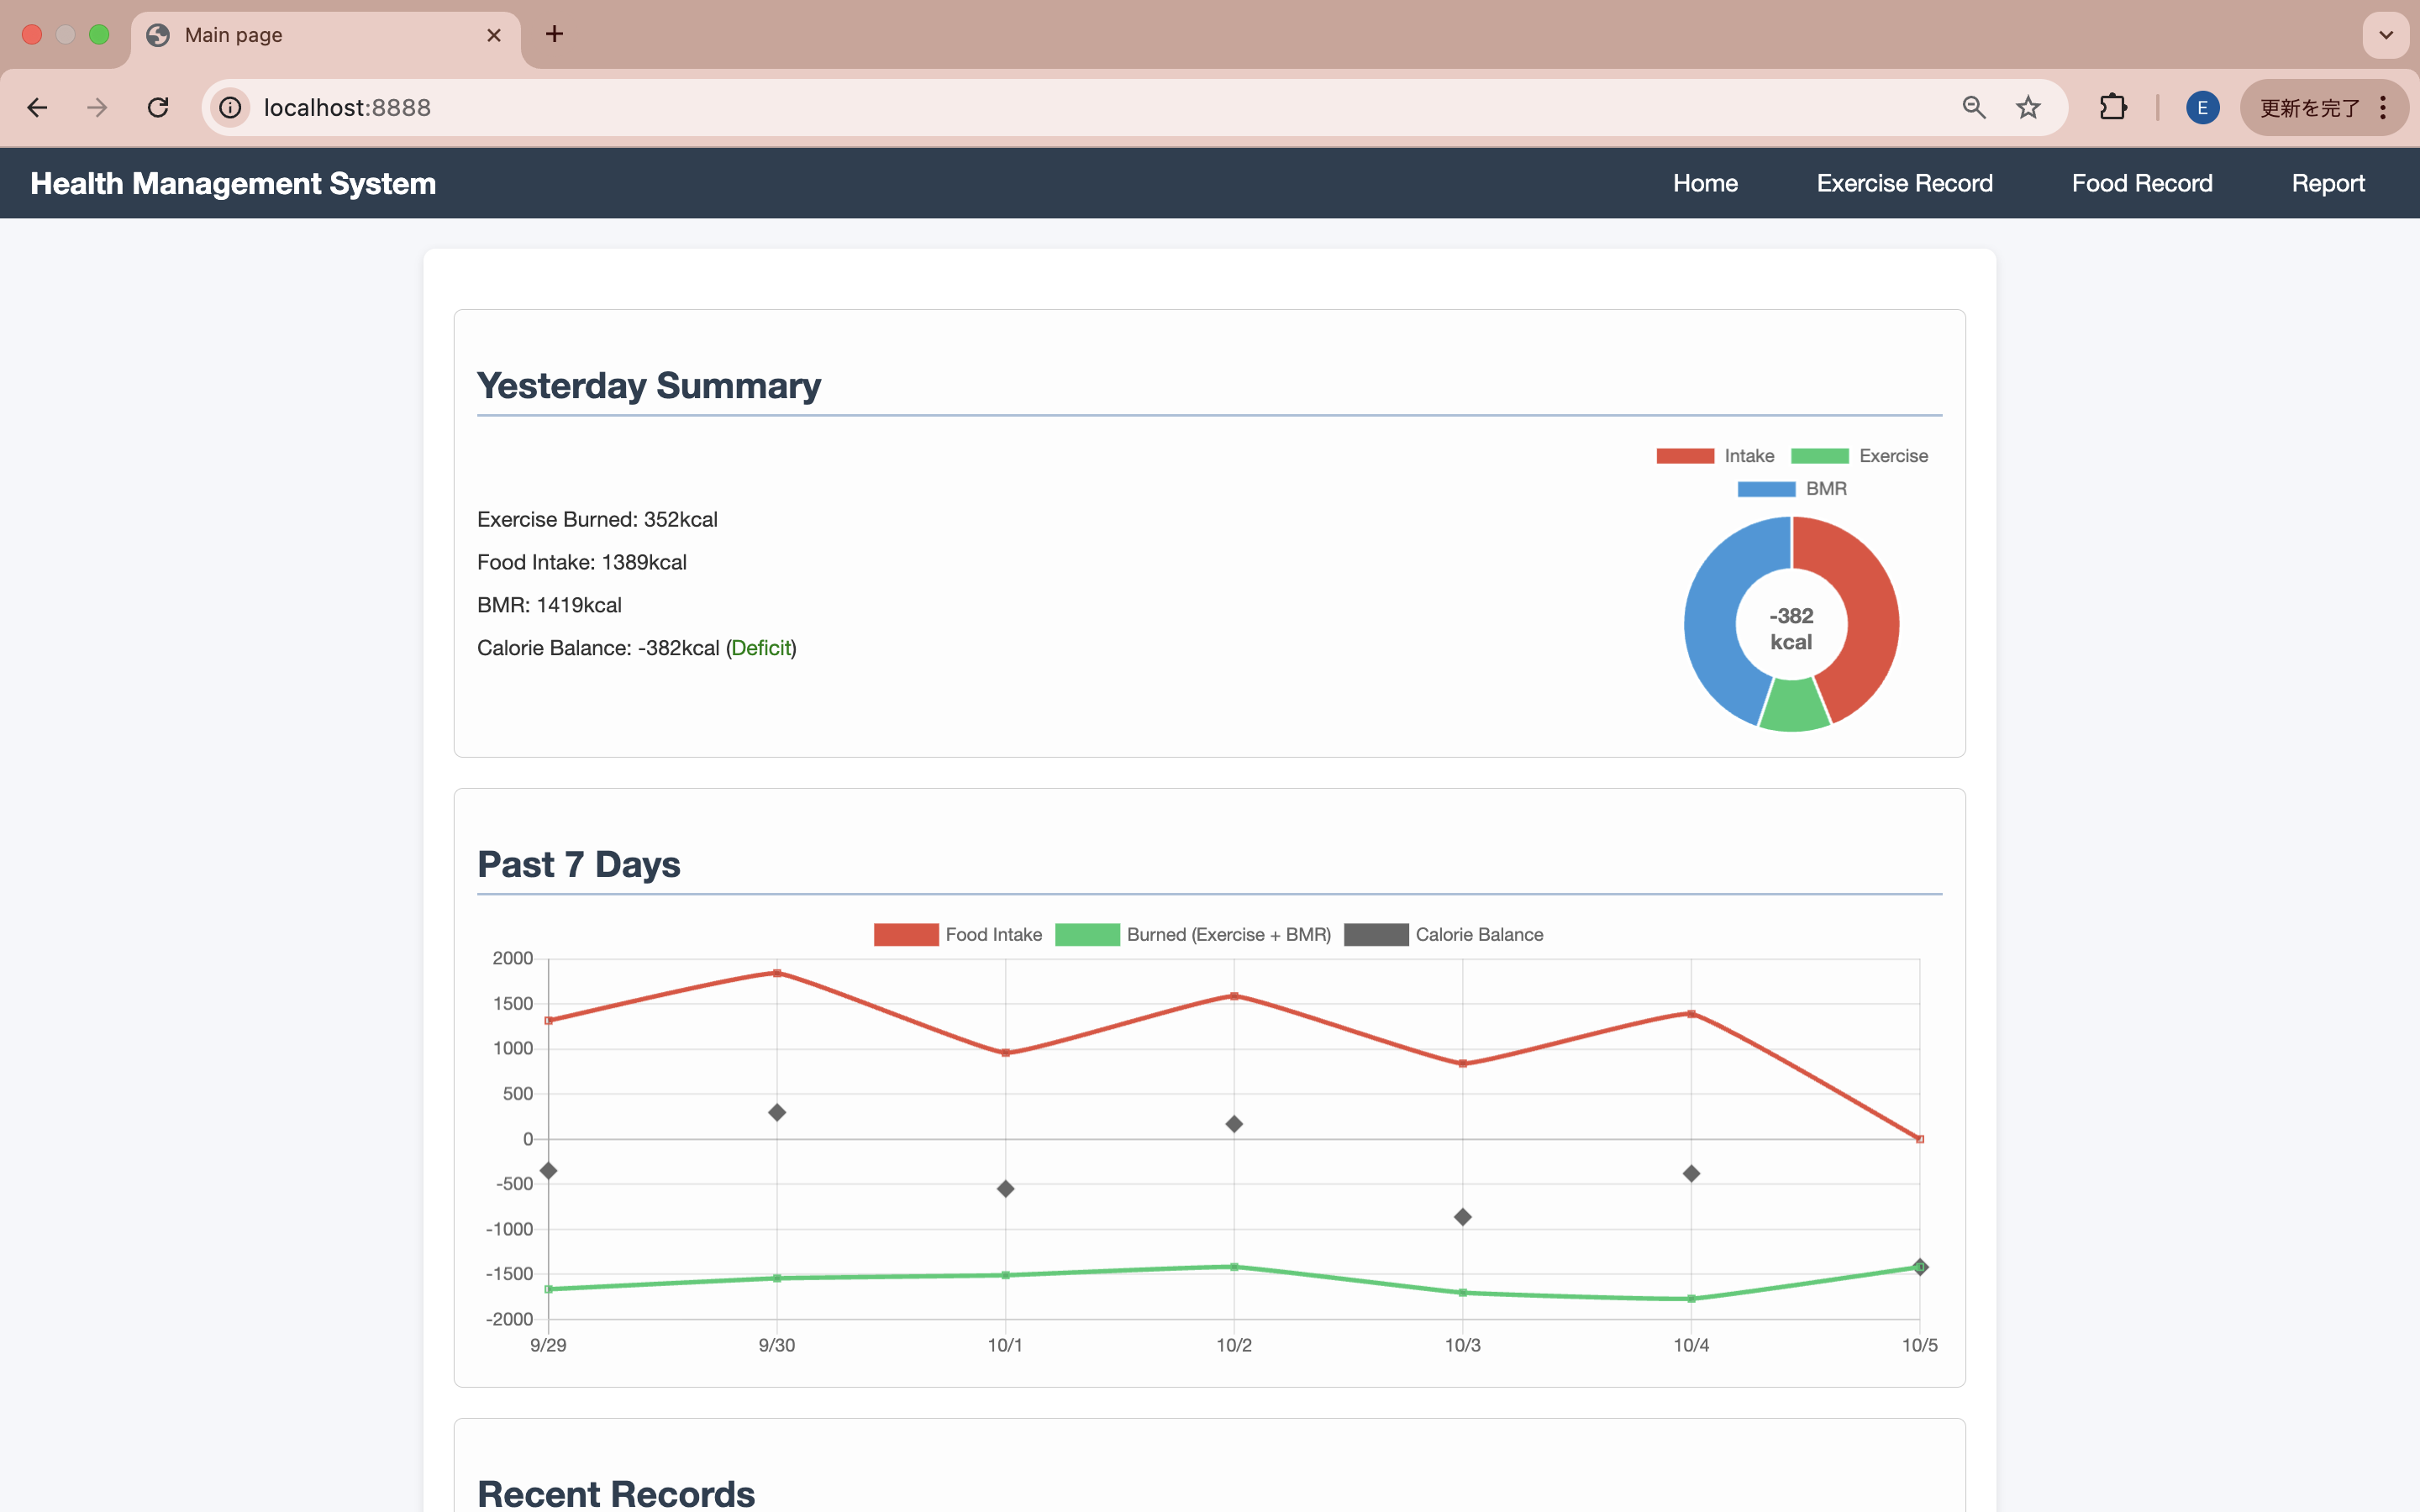 Main page
localhost:8888
E
更新を完了
Health Management System
Home Exercise Record Food Record Report
Yesterday Summary
Intake Exercise
BMR
Exercise Burned: 352kcal
Food Intake: 1389kcal
BMR: 1419kcal
Calorie Balance: -382kcal (Deficit)
-382
kcal
Past 7 Days
Food Intake Burned (Exercise + BMR) Calorie Balance
2000
1500
1000
500
0
-500
-1000
-1500
-2000
9/29 9/30 10/1 10/2 10/3 10/4 10/5
Recent Records